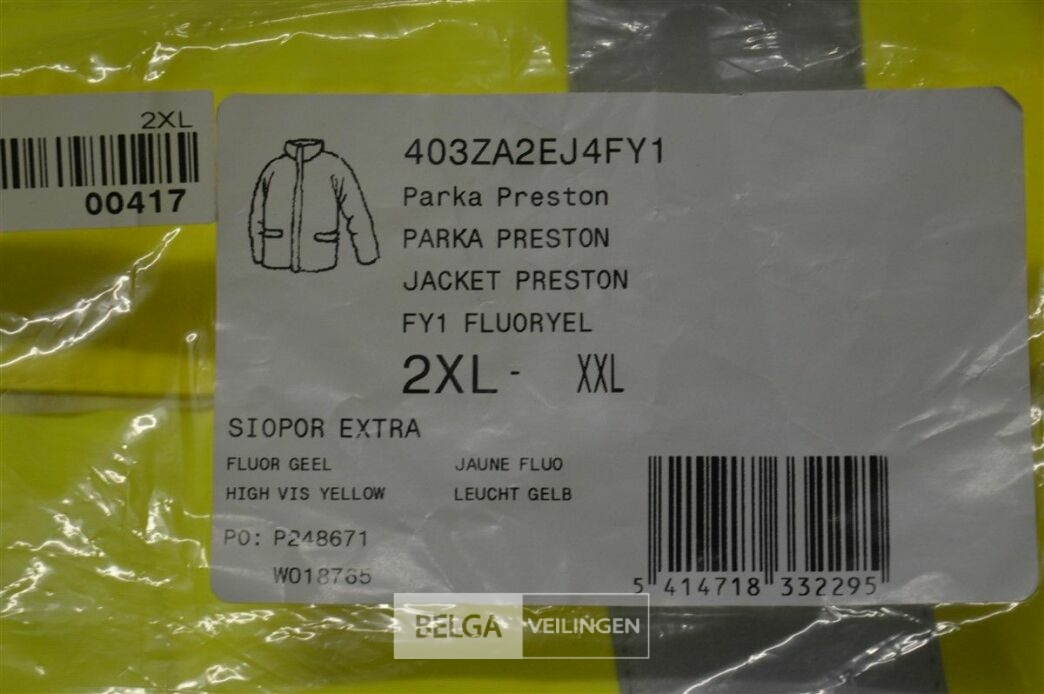 2XL
00417
403ZA2EJ4FY1
Parka Preston
PARKA PRESTON
JACKET PRESTON
FY1 FLUORYEL
2XL - XXL
SIOPOR EXTRA
FLUOR GEEL JAUNE FLUO
HIGH VIS YELLOW LEUCHT GELB
PO: P248671
WO18765
5 414718 332295
BELGA VEILINGEN